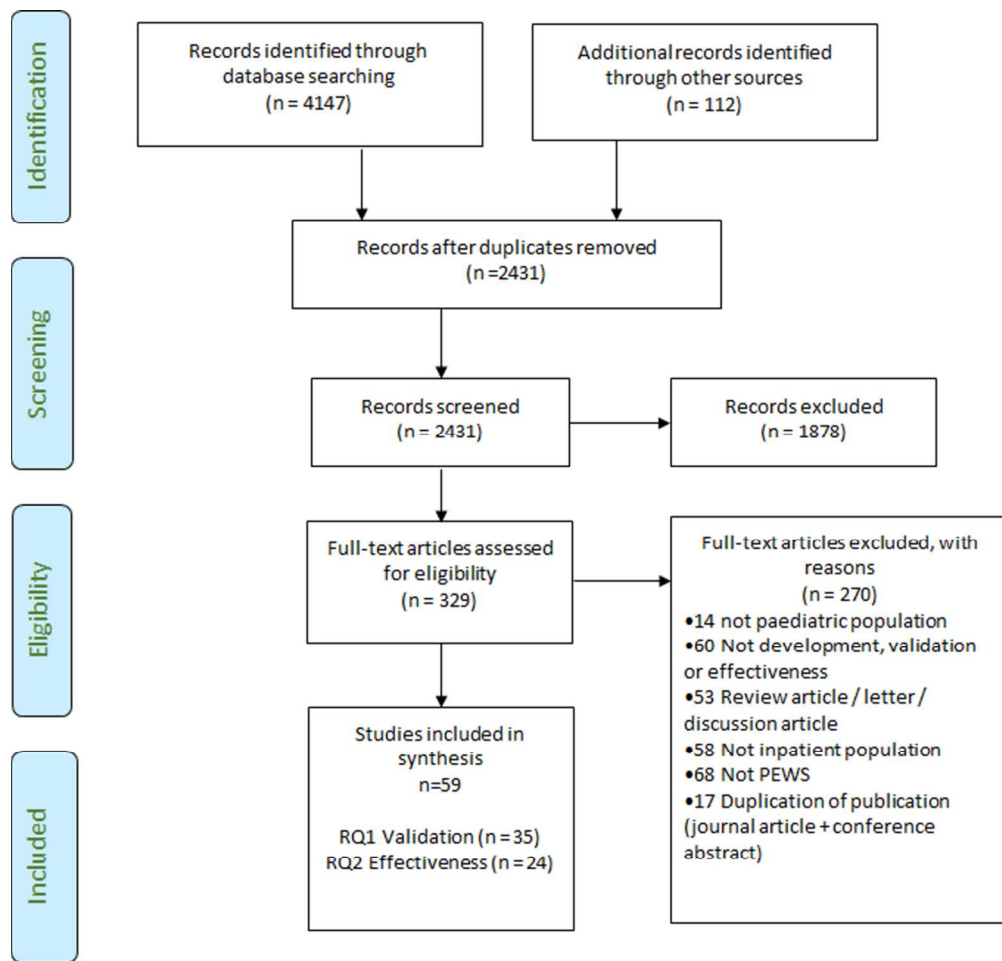 Identification
Records identified through
database searching
(n = 4147)
Additional records identified
through other sources
(n = 112)
Records after duplicates removed
(n =2431)
Screening
Records screened
(n = 2431)
Records excluded
(n = 1878)
Eligibility
Full-text articles assessed
for eligibility
(n = 329)
Full-text articles excluded, with
reasons
(n = 270)
•14 not paediatric population
•60 Not development, validation
or effectiveness
•53 Review article / letter /
discussion article
•58 Not inpatient population
•68 Not PEWS
•17 Duplication of publication
(journal article + conference
abstract)
Included
Studies included in
synthesis
n=59
RQ1 Validation (n = 35)
RQ2 Effectiveness (n = 24)